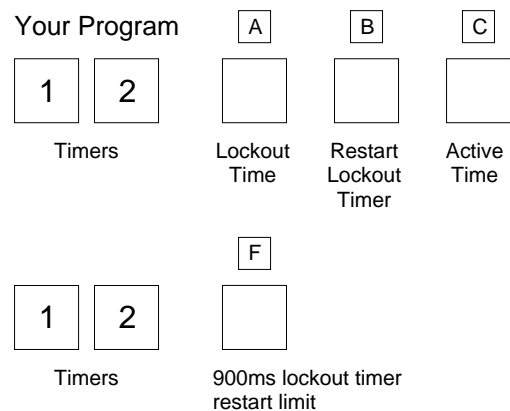 Your Program A B C
1 2
Timers Lockout Time Restart Lockout Timer Active Time
F
1 2
Timers 900ms lockout timer restart limit